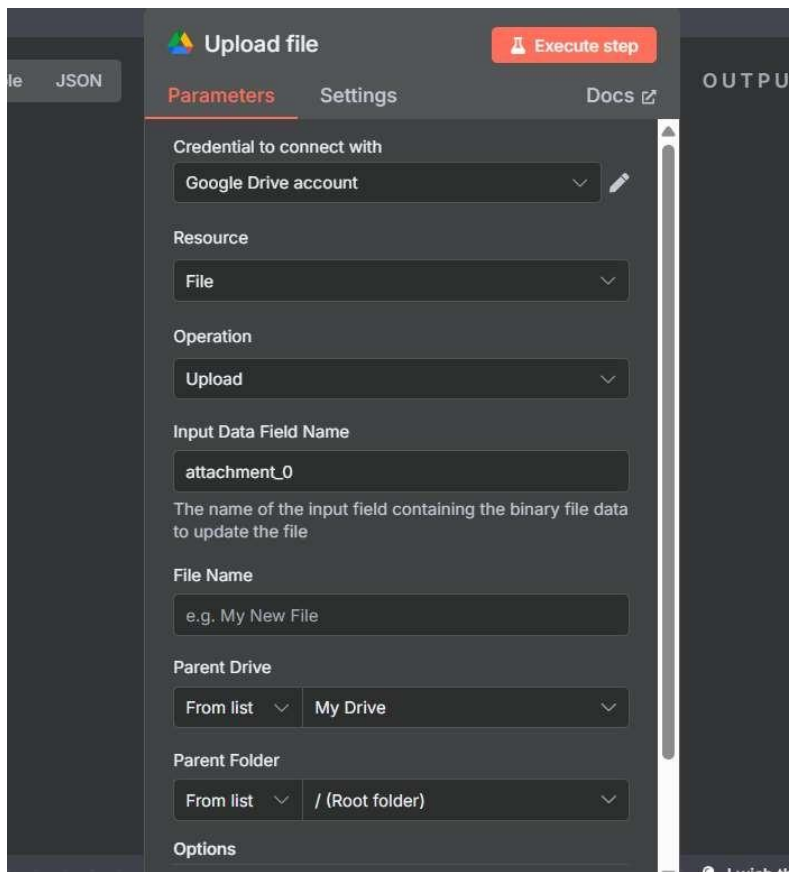 Upload file
Execute step
JSON
Parameters
Settings
Docs
Credential to connect with
Google Drive account
Resource
File
Operation
Upload
Input Data Field Name
attachment_0
The name of the input field containing the binary file data
to update the file
File Name
e.g. My New File
Parent Drive
From list
My Drive
Parent Folder
From list
/ (Root folder)
Options